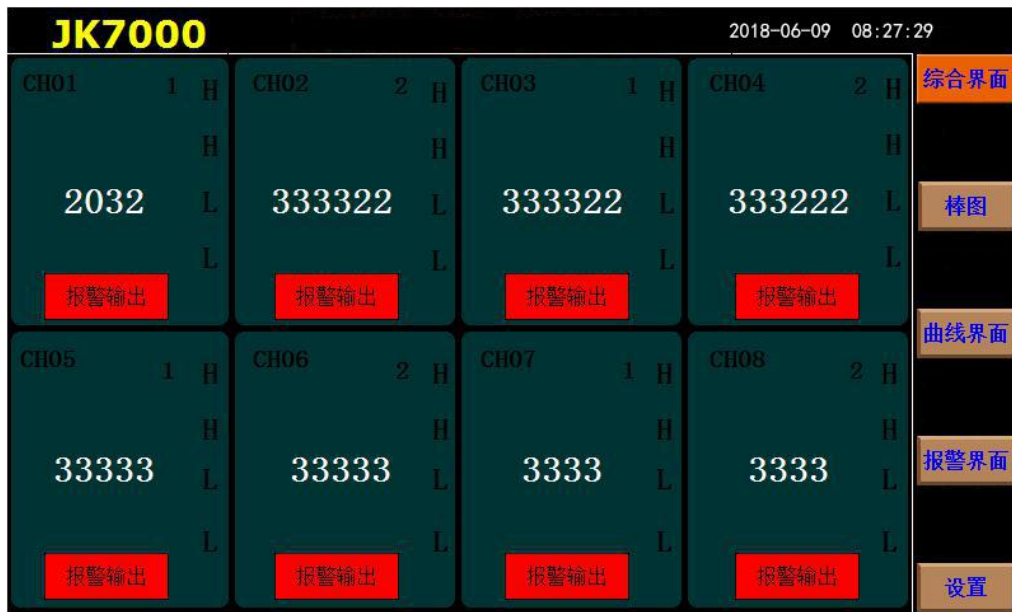 JK7000
2018-06-09 08:27:29
CH01 1 H
H
2032 L
L
报警输出
CH02 2 H
H
333322 L
L
报警输出
CH03 1 H
H
333322 L
L
报警输出
CH04 2 H
H
333222 L
L
报警输出
CH05 1 H
H
33333 L
L
报警输出
CH06 2 H
H
33333 L
L
报警输出
CH07 1 H
H
3333 L
L
报警输出
CH08 2 H
H
3333 L
L
报警输出
综合界面
棒图
曲线界面
报警界面
设置